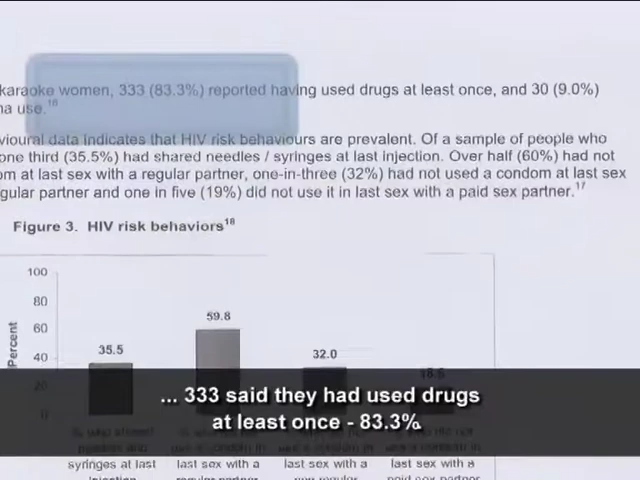 karaoke women, 333 (83.3%) reported having used drugs at least once, and 30 (9.0%)
na use.16
vioural data indicates that HIV risk behaviours are prevalent. Of a sample of people who
one third (35.5%) had shared needles / syringes at last injection. Over half (60%) had not
om at last sex with a regular partner, one-in-three (32%) had not used a condom at last sex
gular partner and one in five (19%) did not use it in last sex with a paid sex partner.17
Figure 3. HIV risk behaviors18
100
80
60
40
20
0
Percent
35.5
59.8
32.0
... 333 said they had used drugs
at least once - 83.3%
syringes at last
last sex with a
last sex with a
last sex with a